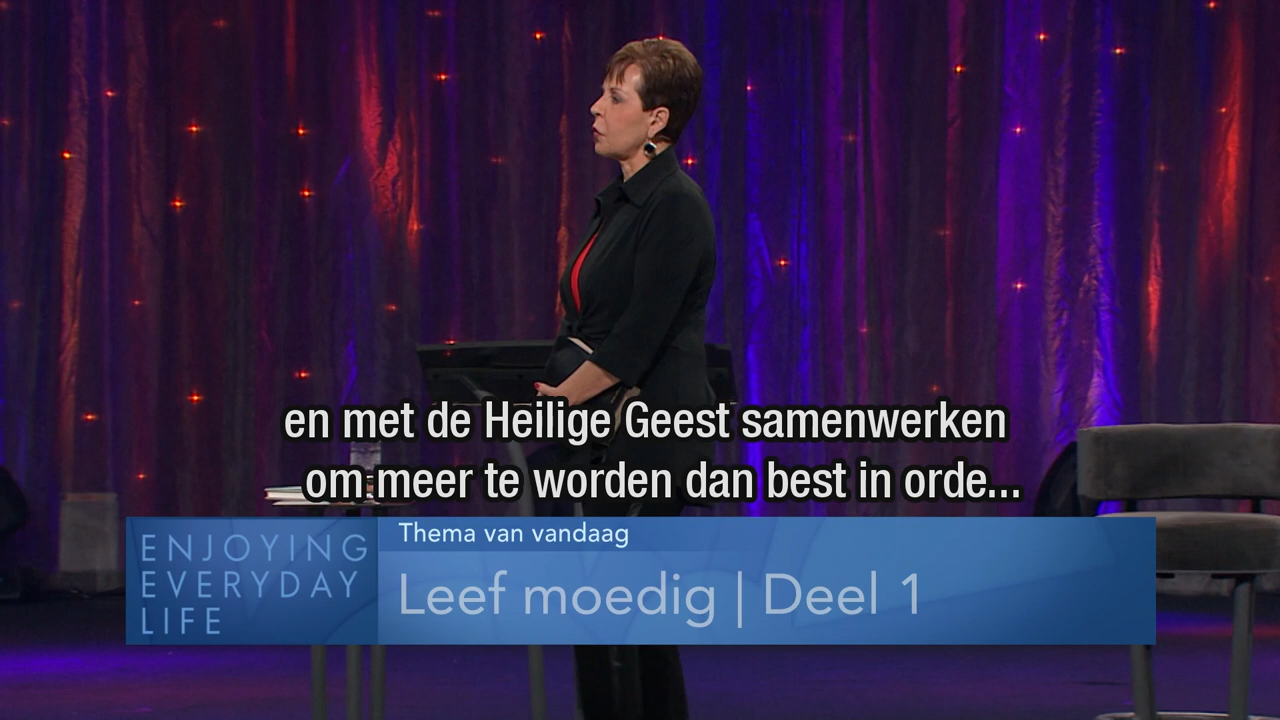 en met de Heilige Geest samenwerken
om meer te worden dan best in orde...
ENJOYING
EVERYDAY
LIFE
Thema van vandaag
Leef moedig | Deel 1